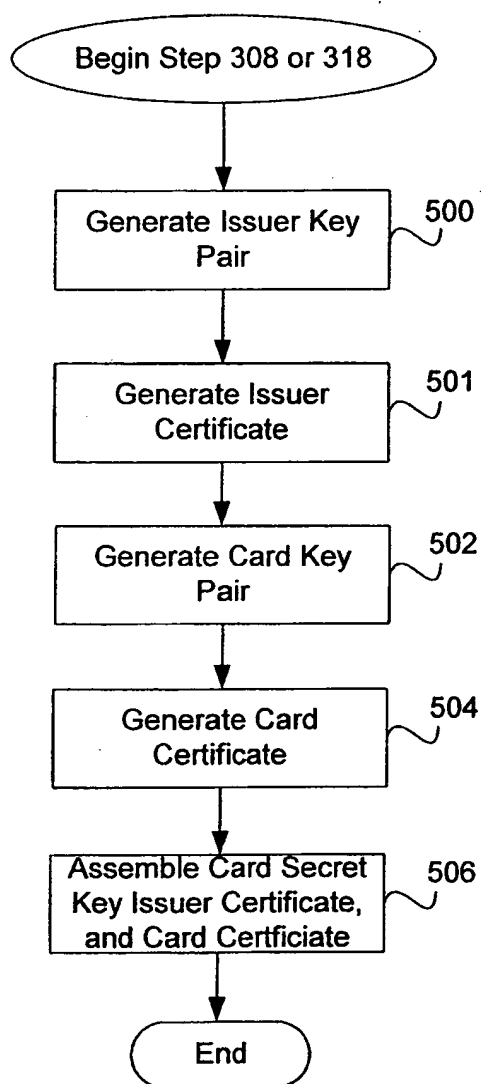 Begin Step 308 or 318
Generate Issuer Key
Pair
500
Generate Issuer
Certificate
501
Generate Card Key
Pair
502
Generate Card
Certificate
504
Assemble Card Secret
Key Issuer Certificate,
and Card Certficiate
506
End